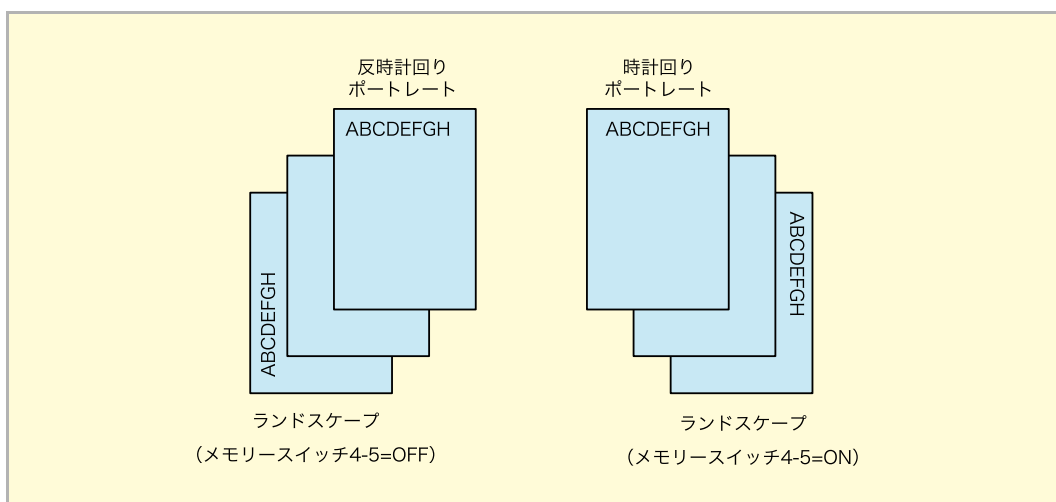 反時計回り
ポートレート
ABCDEFGH
ABCDEFGH
ランドスケープ
（メモリースイッチ4-5=OFF）
時計回り
ポートレート
ABCDEFGH
ABCDEFGH
ランドスケープ
（メモリースイッチ4-5=ON）